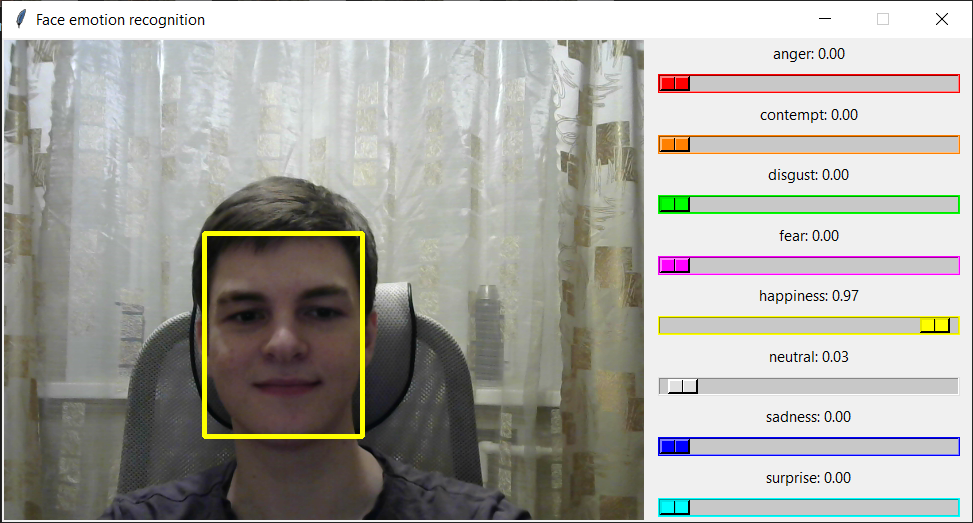 Face emotion recognition
anger: 0.00
contempt: 0.00
disgust: 0.00
fear: 0.00
happiness: 0.97
neutral: 0.03
sadness: 0.00
surprise: 0.00